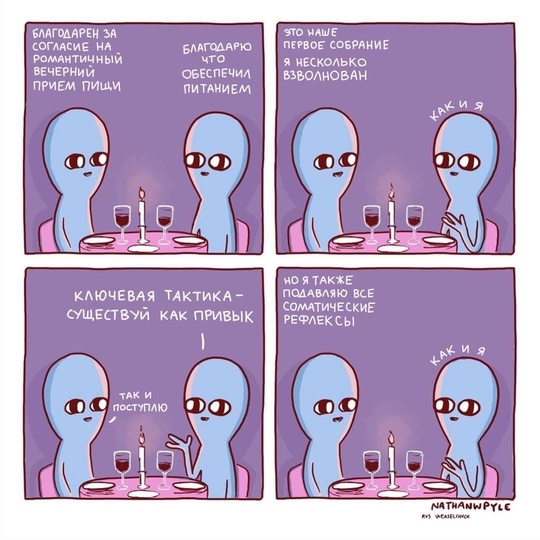 БЛАГОДАРЕН ЗА
СОГЛАСИЕ НА
РОМАНТИЧНЫЙ
ВЕЧЕРНИЙ
ПРИЕМ ПИЩИ
БЛАГОДАРЮ
ЧТО
ОБЕСПЕЧИЛ
ПИТАНИЕМ
ЭТО НАШЕ
ПЕРВОЕ СОБРАНИЕ
Я НЕСКОЛЬКО
ВЗВОЛНОВАН
КАК И Я
КЛЮЧЕВАЯ ТАКТИКА –
СУЩЕСТВУЙ КАК ПРИВЫК
ТАК И
ПОСТУПЛЮ
НО Я ТАКЖЕ
ПОДАВЛЯЮ ВСЕ
СОМАТИЧЕСКИЕ
РЕФЛЕКСЫ
КАК И Я
NATHANWPYLE
RUS WEASELCHUCK